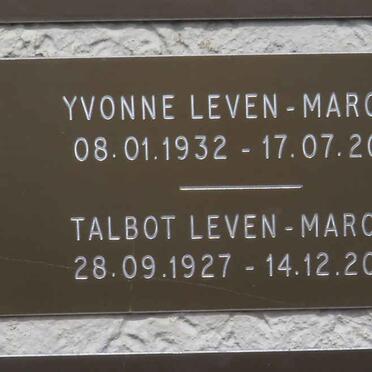 YVONNE LEVEN-MARC
08.01.1932 - 17.07.20
TALBOT LEVEN-MARC
28.09.1927 - 14.12.20